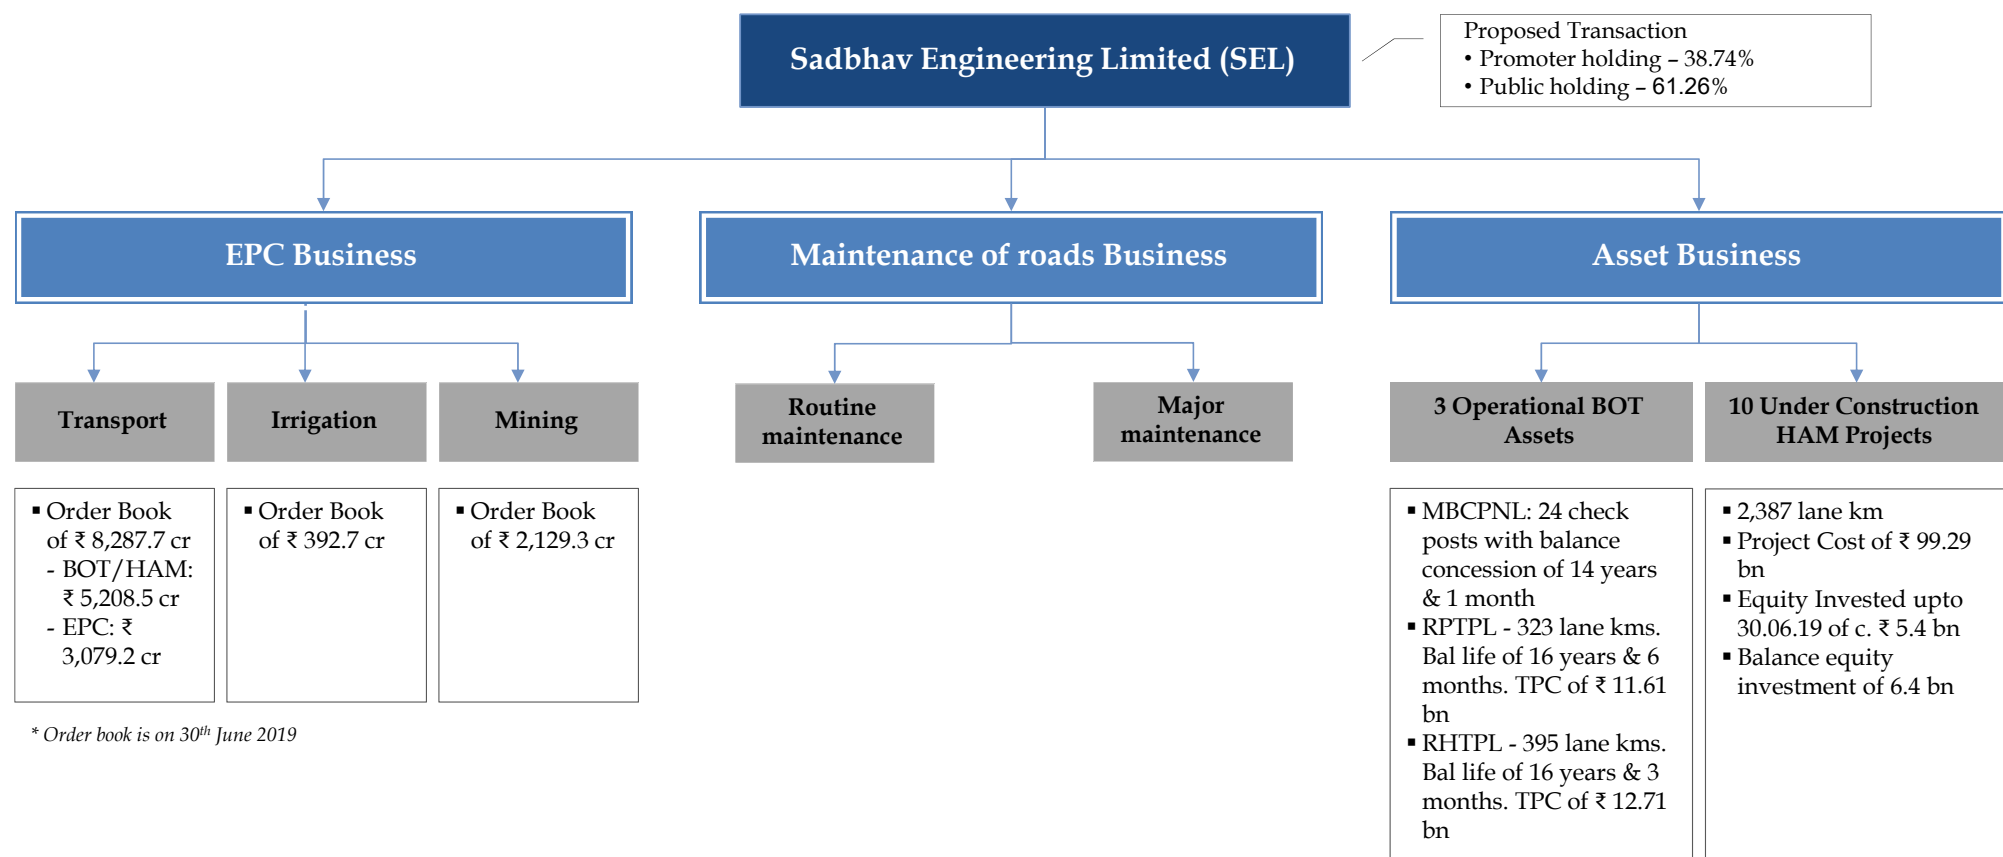 Sadbhav Engineering Limited (SEL)
Proposed Transaction
• Promoter holding – 38.74%
• Public holding – 61.26%
EPC Business
Maintenance of roads Business
Asset Business
Transport
Irrigation
Mining
Routine
maintenance
Major
maintenance
3 Operational BOT
Assets
10 Under Construction
HAM Projects
▪ Order Book
of ₹ 8,287.7 cr
- BOT/HAM:
₹ 5,208.5 cr
- EPC: ₹
3,079.2 cr
▪ Order Book
of ₹ 392.7 cr
▪ Order Book
of ₹ 2,129.3 cr
▪ MBCPNL: 24 check
posts with balance
concession of 14 years
& 1 month
▪ RPTPL - 323 lane kms.
Bal life of 16 years & 6
months. TPC of ₹ 11.61
bn
▪ RHTPL - 395 lane kms.
Bal life of 16 years & 3
months. TPC of ₹ 12.71
bn
▪ 2,387 lane km
▪ Project Cost of ₹ 99.29
bn
▪ Equity Invested upto
30.06.19 of c. ₹ 5.4 bn
▪ Balance equity
investment of 6.4 bn
* Order book is on 30th June 2019